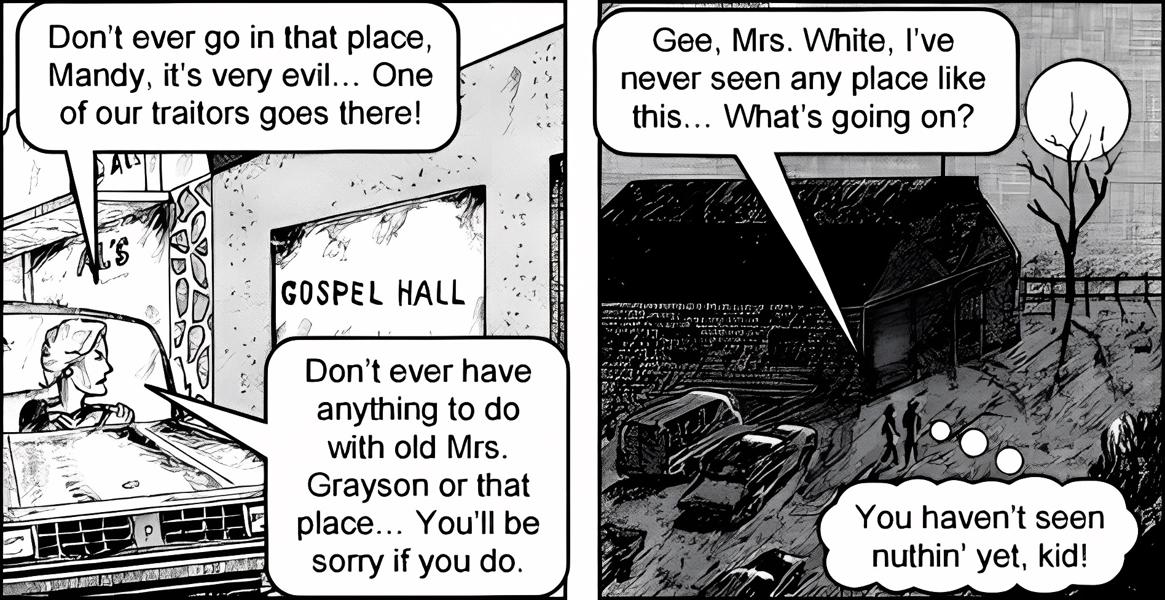 Don't ever go in that place,
Mandy, it's very evil... One
of our traitors goes there!
AL'S
AL'S
GOSPEL HALL
Don't ever have
anything to do
with old Mrs.
Grayson or that
place... You'll be
sorry if you do.
Gee, Mrs. White, I've
never seen any place like
this... What's going on?
You haven't seen
nuthin' yet, kid!